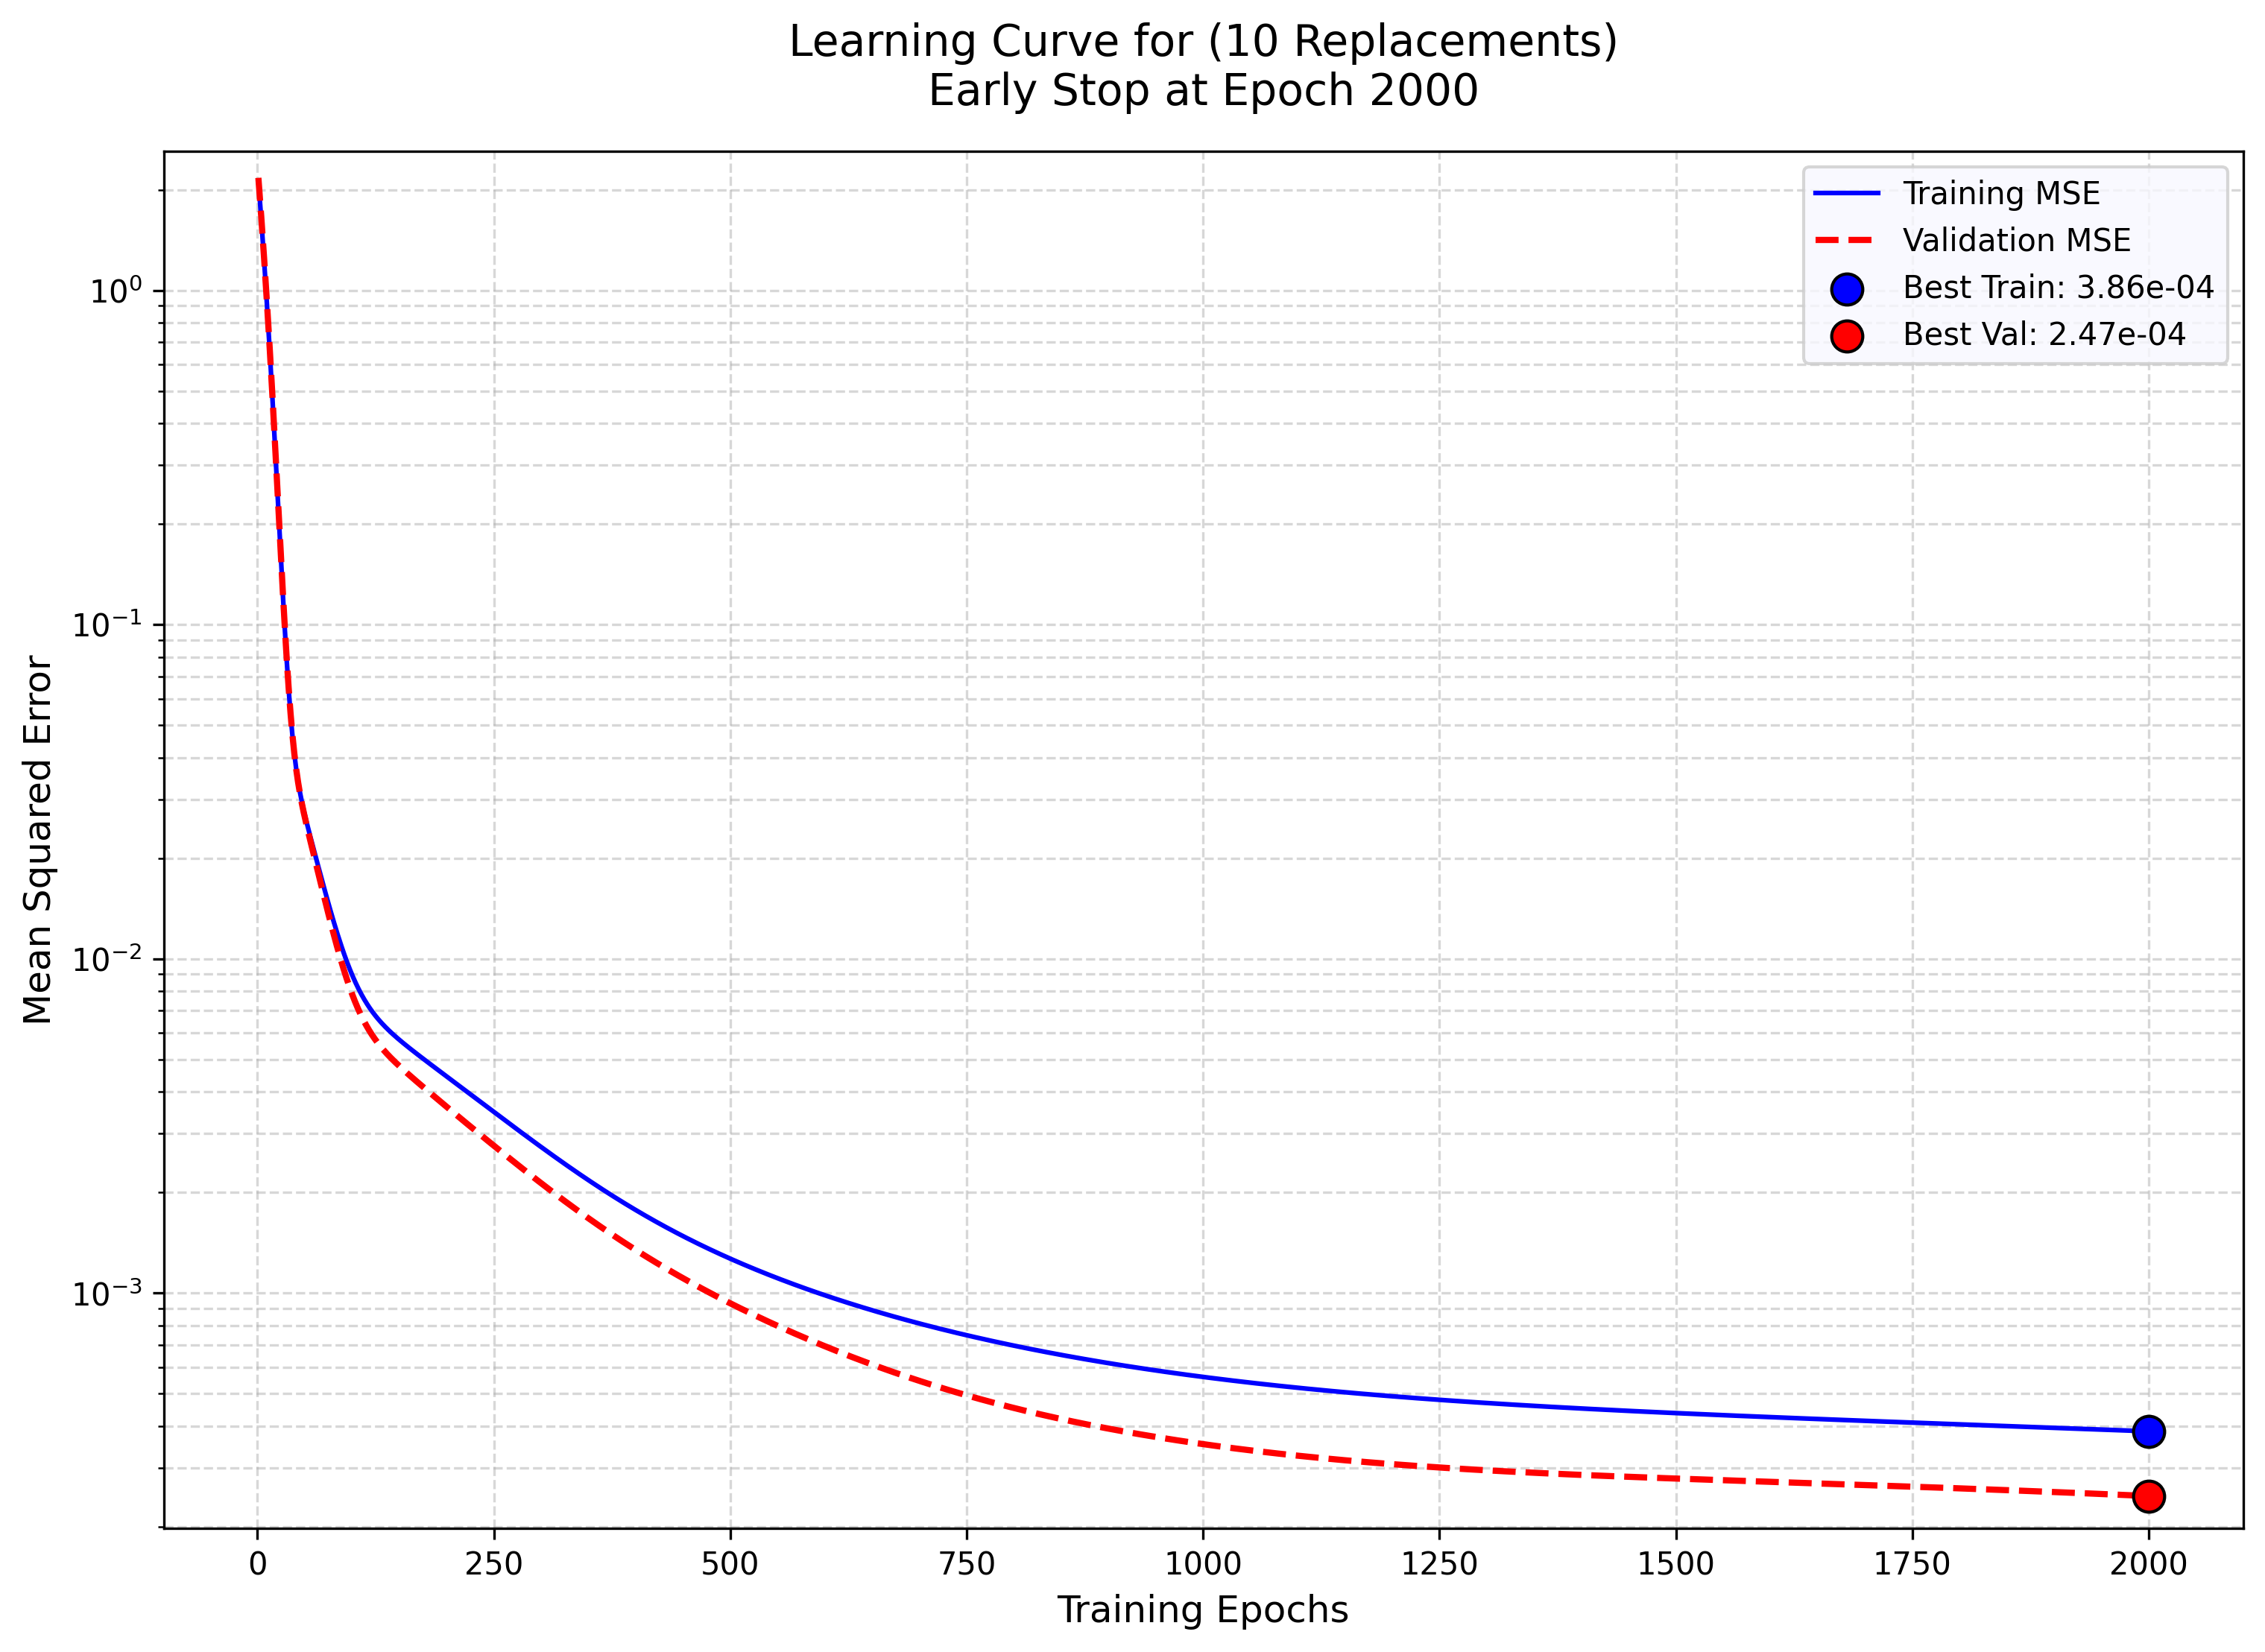 Learning Curve for (10 Replacements)
Early Stop at Epoch 2000
Training MSE
Validation MSE
Best Train: 3.86e-04
Best Val: 2.47e-04
Mean Squared Error
10⁰
10⁻¹
10⁻²
10⁻³
0 250 500 750 1000 1250 1500 1750 2000
Training Epochs